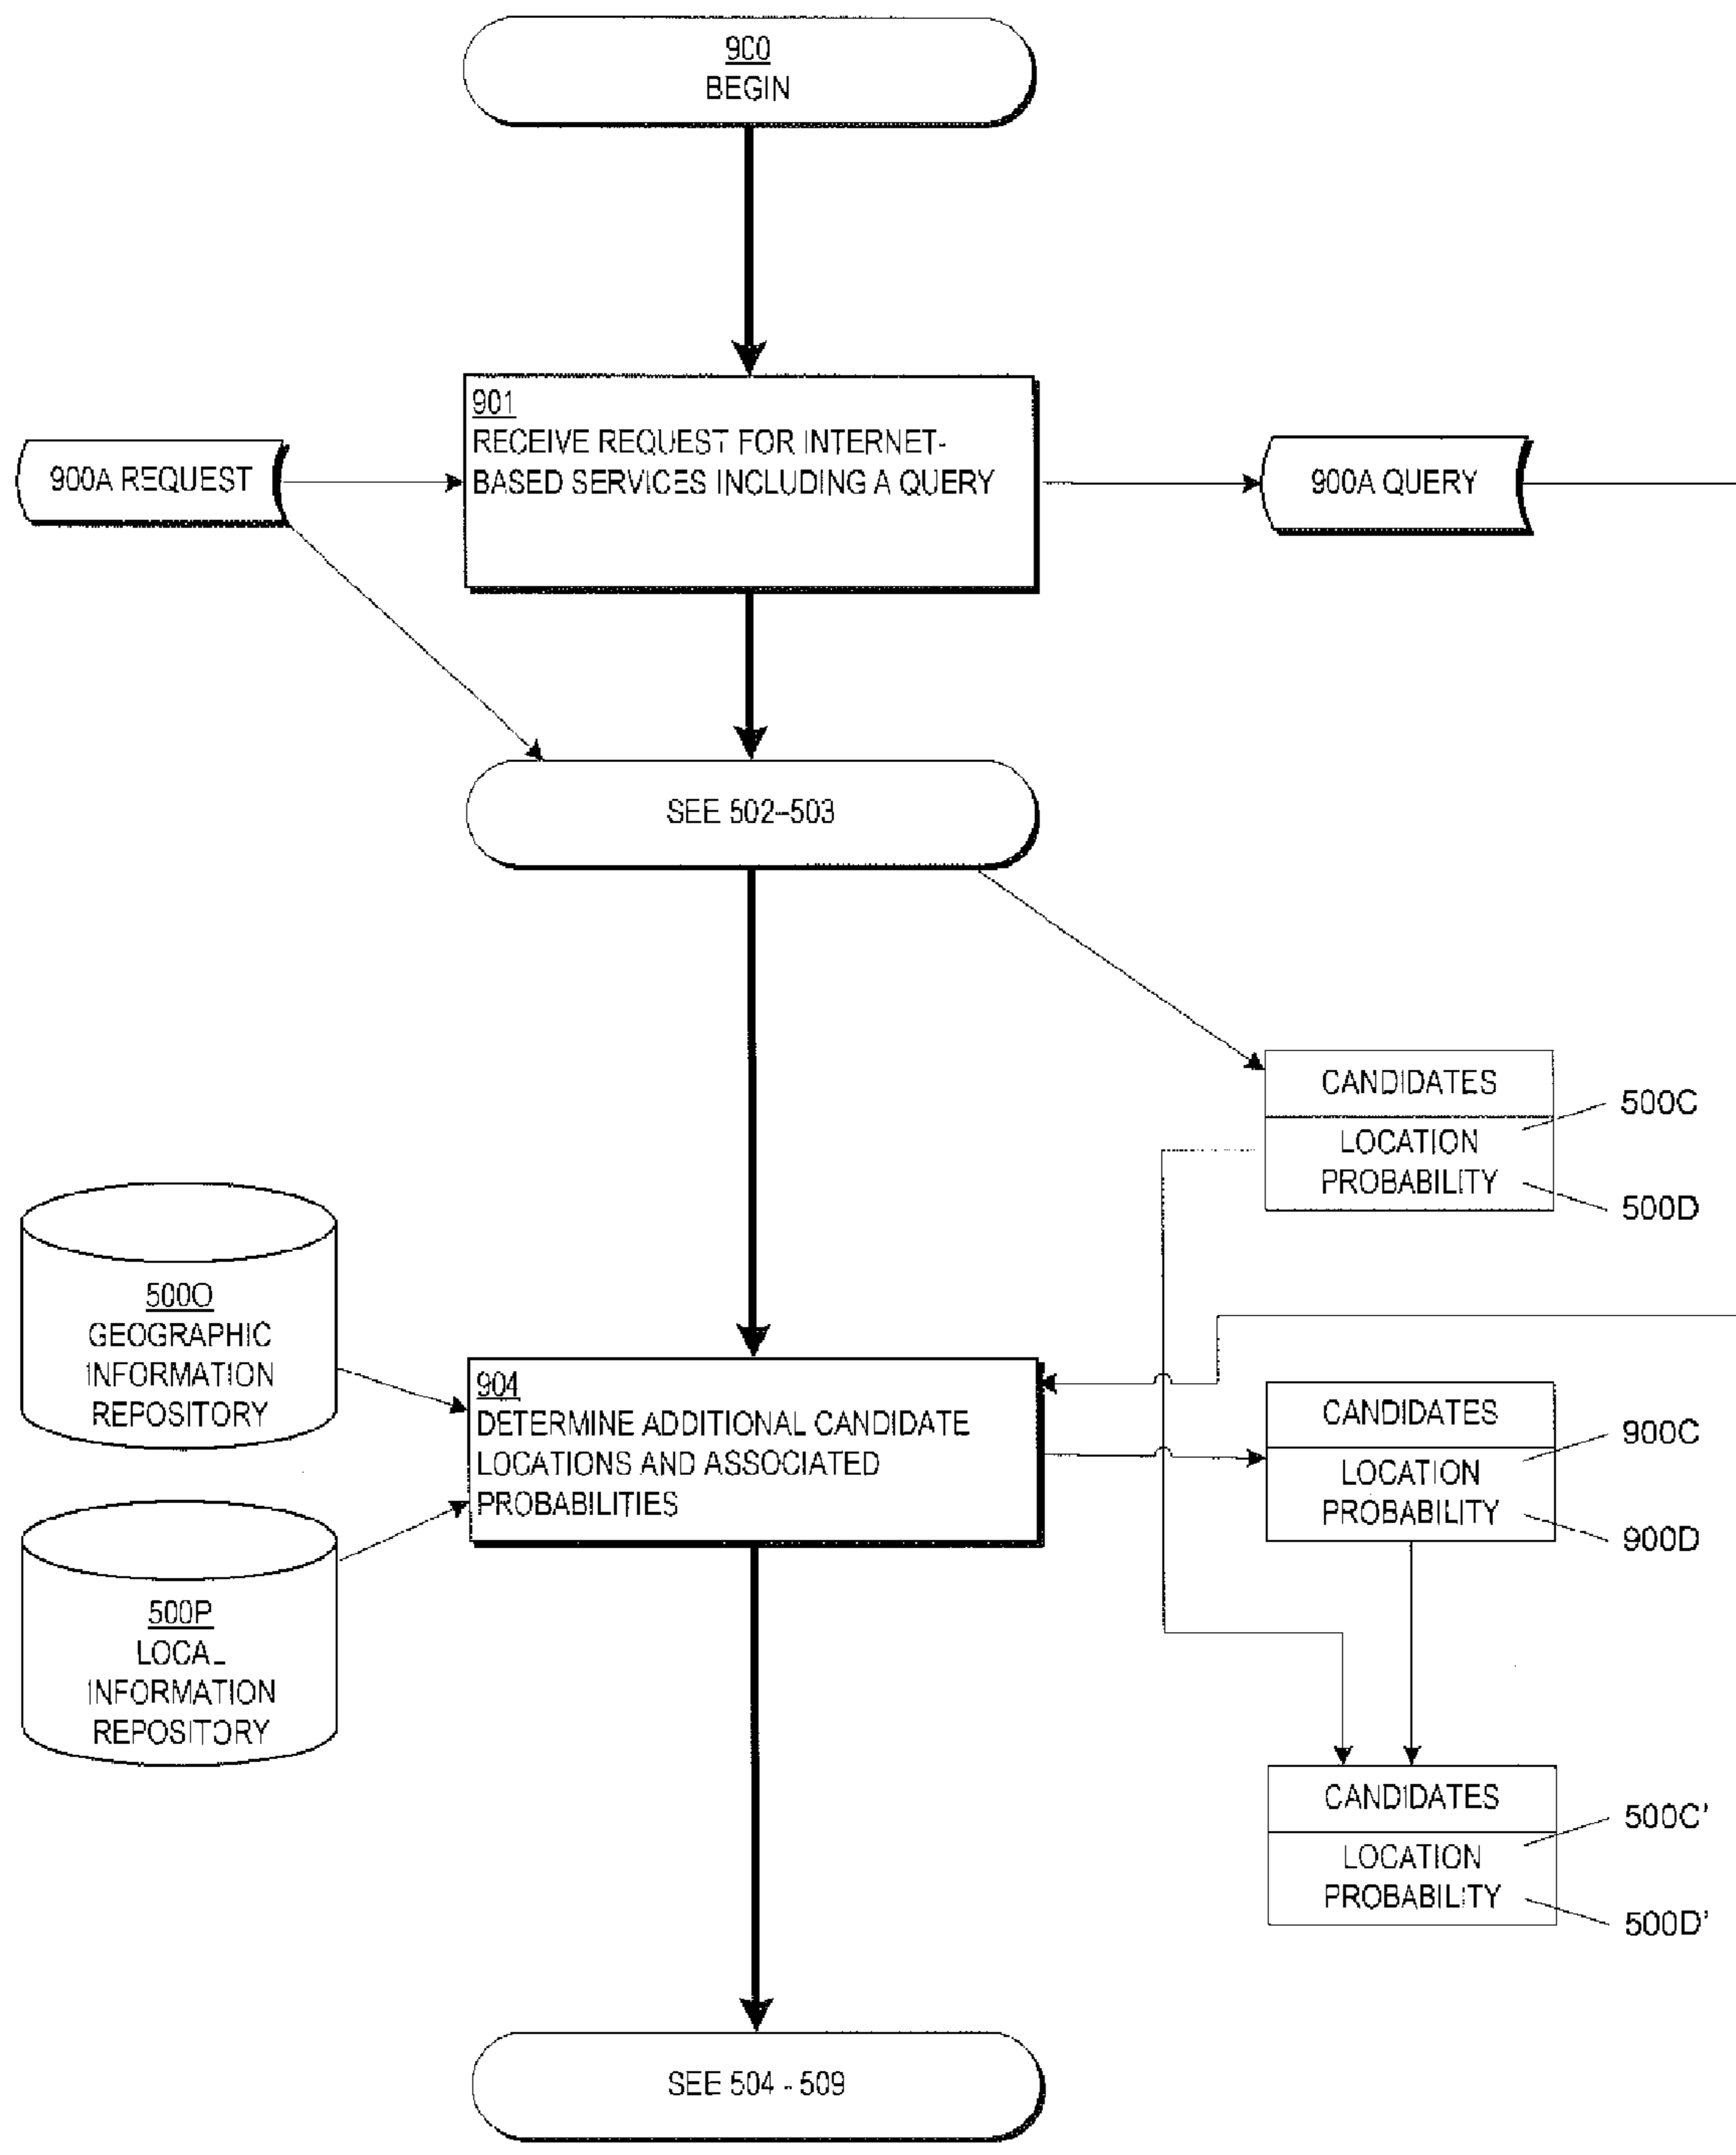 900
BEGIN
901
RECEIVE REQUEST FOR INTERNET-
BASED SERVICES INCLUDING A QUERY
900A REQUEST
900A QUERY
SEE 502-503
CANDIDATES
LOCATION
PROBABILITY
500C
500D
500O
GEOGRAPHIC
INFORMATION
REPOSITORY
904
DETERMINE ADDITIONAL CANDIDATE
LOCATIONS AND ASSOCIATED
PROBABILITIES
CANDIDATES
LOCATION
PROBABILITY
900C
900D
500P
LOCAL
INFORMATION
REPOSITORY
CANDIDATES
LOCATION
PROBABILITY
500C'
500D'
SEE 504 - 509